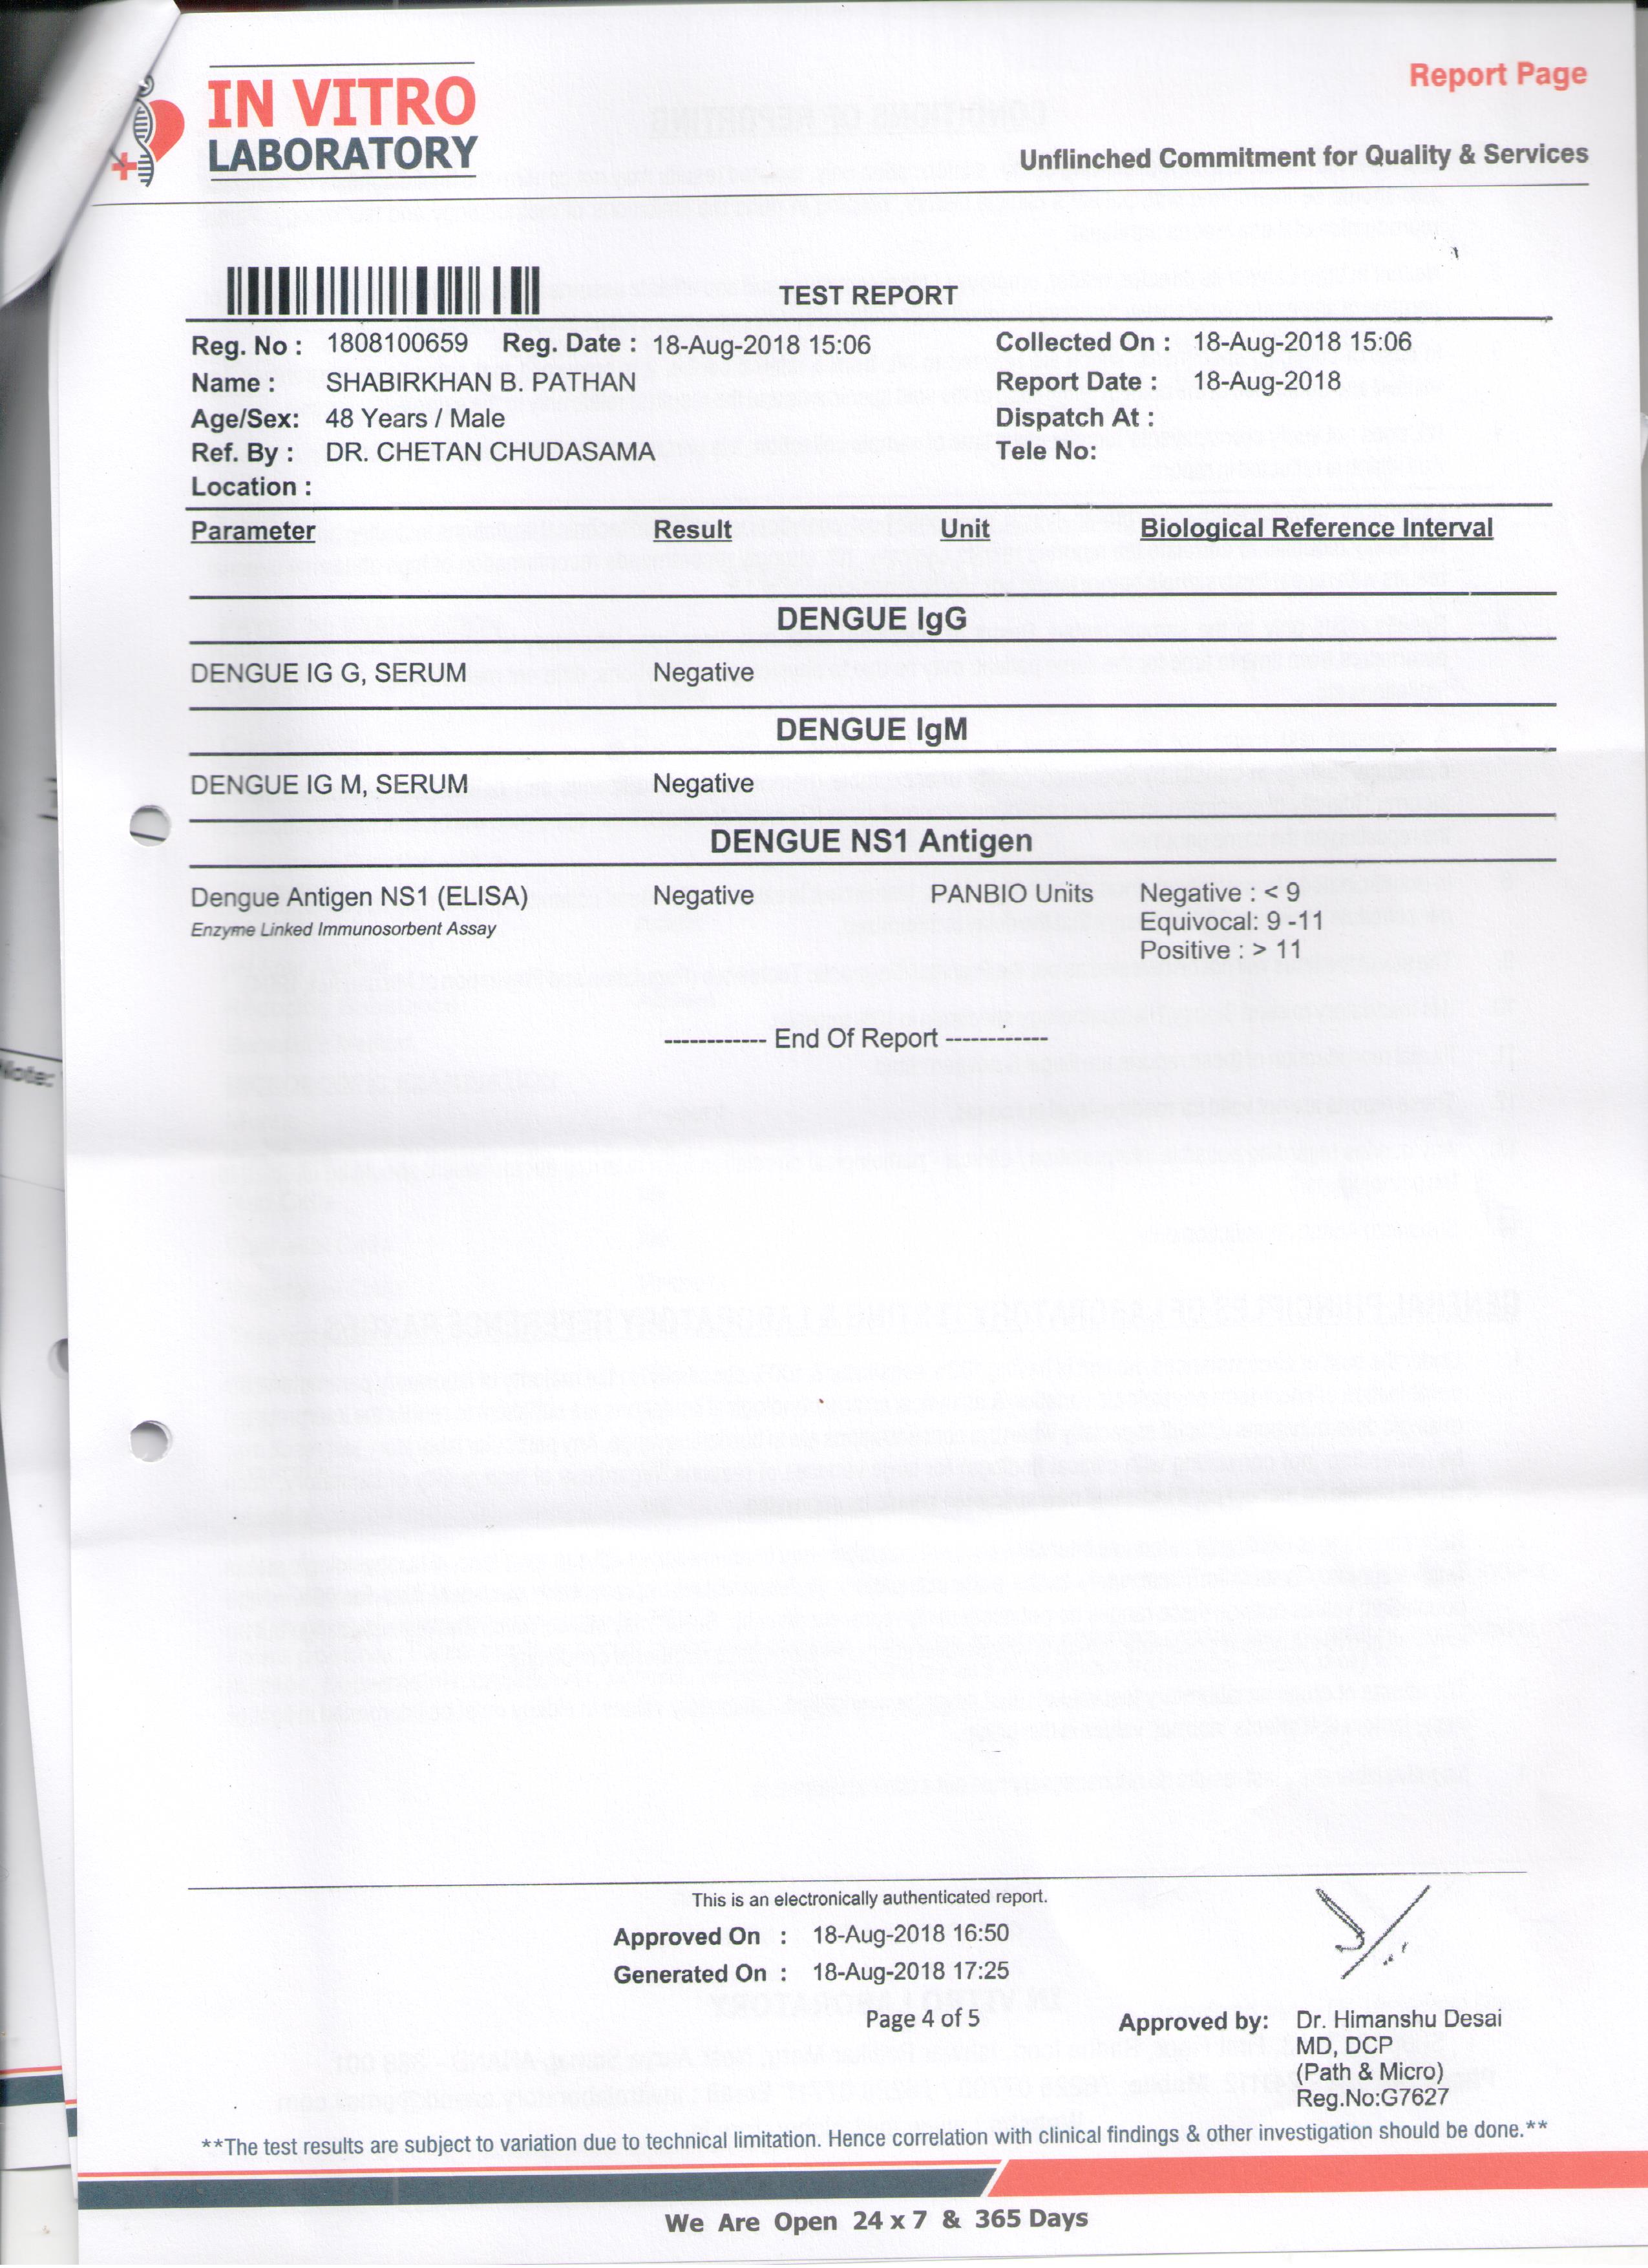 Report Page
IN VITRO
LABORATORY
Unflinched Commitment for Quality & Services
TEST REPORT
Reg. No : 1808100659 Reg. Date : 18-Aug-2018 15:06 Collected On : 18-Aug-2018 15:06
Name : SHABIRKHAN B. PATHAN Report Date : 18-Aug-2018
Age/Sex: 48 Years / Male Dispatch At :
Ref. By : DR. CHETAN CHUDASAMA Tele No:
Location :
Parameter Result Unit Biological Reference Interval
DENGUE IgG
DENGUE IG G, SERUM Negative
DENGUE IgM
DENGUE IG M, SERUM Negative
DENGUE NS1 Antigen
Dengue Antigen NS1 (ELISA) Negative PANBIO Units Negative : < 9
Enzyme Linked Immunosorbent Assay Equivocal: 9 -11
Positive : > 11
------------ End Of Report ------------
Note:
This is an electronically authenticated report.
Approved On : 18-Aug-2018 16:50
Generated On : 18-Aug-2018 17:25
Page 4 of 5 Approved by: Dr. Himanshu Desai
MD, DCP
(Path & Micro)
Reg.No:G7627
**The test results are subject to variation due to technical limitation. Hence correlation with clinical findings & other investigation should be done.**
We Are Open 24 x 7 & 365 Days